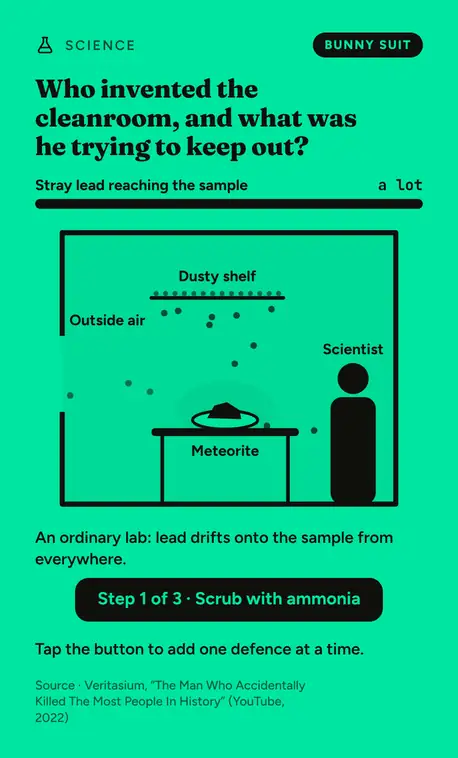 SCIENCE
BUNNY SUIT
Who invented the
cleanroom, and what was
he trying to keep out?
Stray lead reaching the sample
a lot
Dusty shelf
Outside air
Scientist
Meteorite
An ordinary lab: lead drifts onto the sample from
everywhere.
Step 1 of 3 · Scrub with ammonia
Tap the button to add one defence at a time.
Source · Veritasium, “The Man Who Accidentally
Killed The Most People In History” (YouTube,
2022)